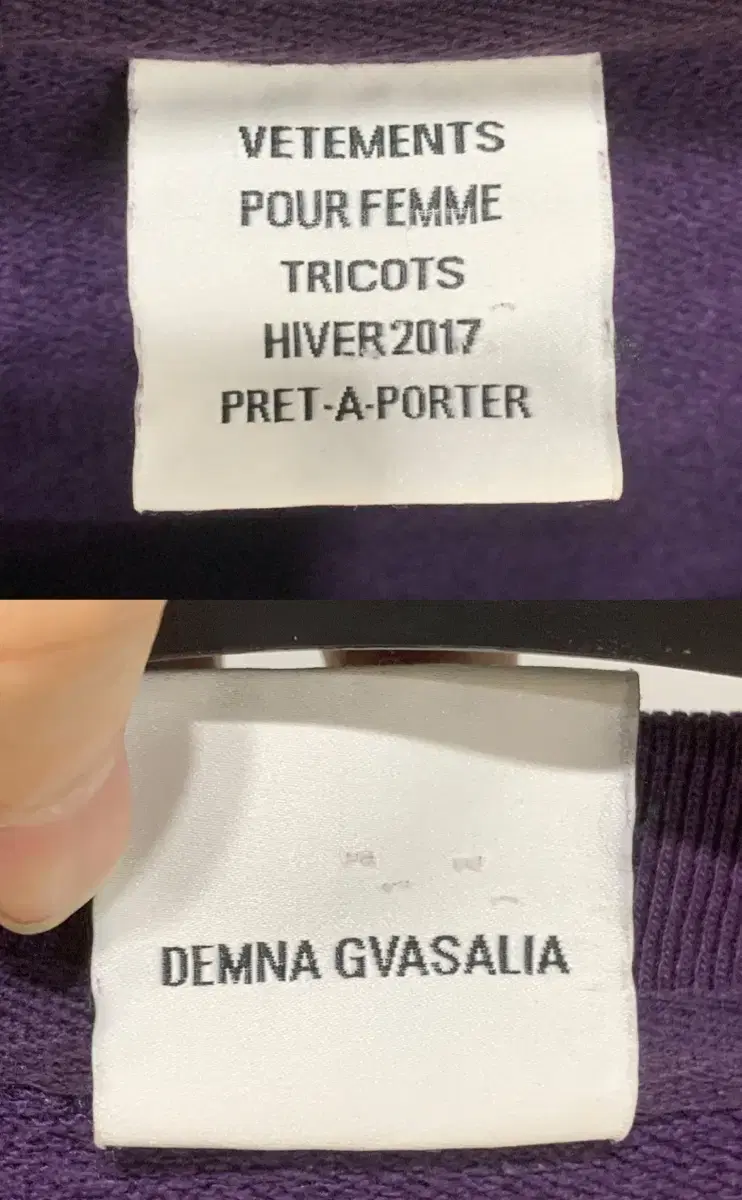 VETEMENTS
POUR FEMME
TRICOTS
HIVER 2017
PRET-A-PORTER
DEMNA GVASALIA